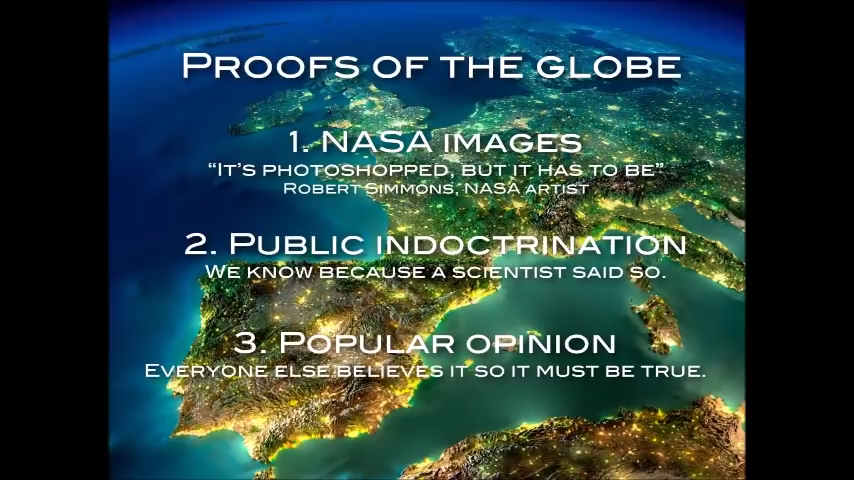 PROOFS OF THE GLOBE
1. NASA IMAGES
“IT'S PHOTOSHOPPED, BUT IT HAS TO BE”
ROBERT SIMMONS, NASA ARTIST
2. PUBLIC INDOCTRINATION
WE KNOW BECAUSE A SCIENTIST SAID SO.
3. POPULAR OPINION
EVERYONE ELSE BELIEVES IT SO IT MUST BE TRUE.